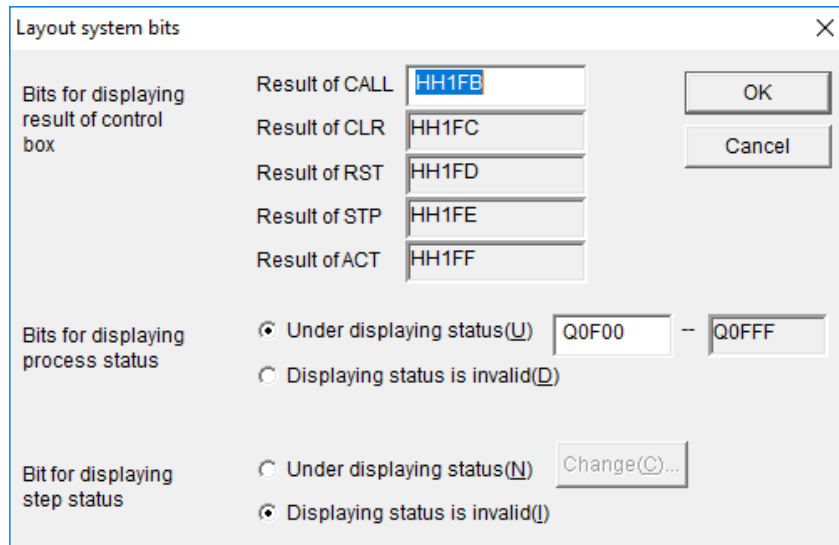 Layout system bits
Bits for displaying
result of control
box
Result of CALL HH1FB
Result of CLR HH1FC
Result of RST HH1FD
Result of STP HH1FE
Result of ACT HH1FF
OK
Cancel
Bits for displaying
process status
Under displaying status(U) Q0F00 -- Q0FFF
Displaying status is invalid(D)
Bit for displaying
step status
Under displaying status(N) Change(C)...
Displaying status is invalid(I)